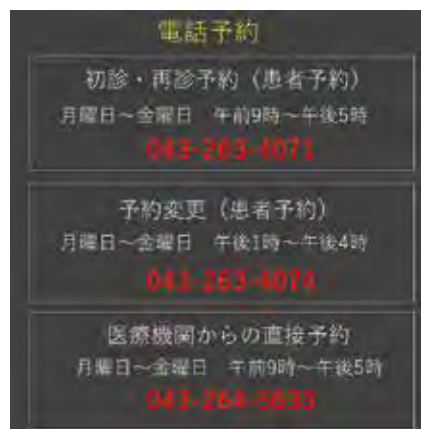 電話予約
初診・再診予約（患者予約）
月曜日～金曜日　午前9時～午後5時
043-263-4071
予約変更（患者予約）
月曜日～金曜日　午後1時～午後4時
043-263-4074
医療機関からの直接予約
月曜日～金曜日　午前9時～午後5時